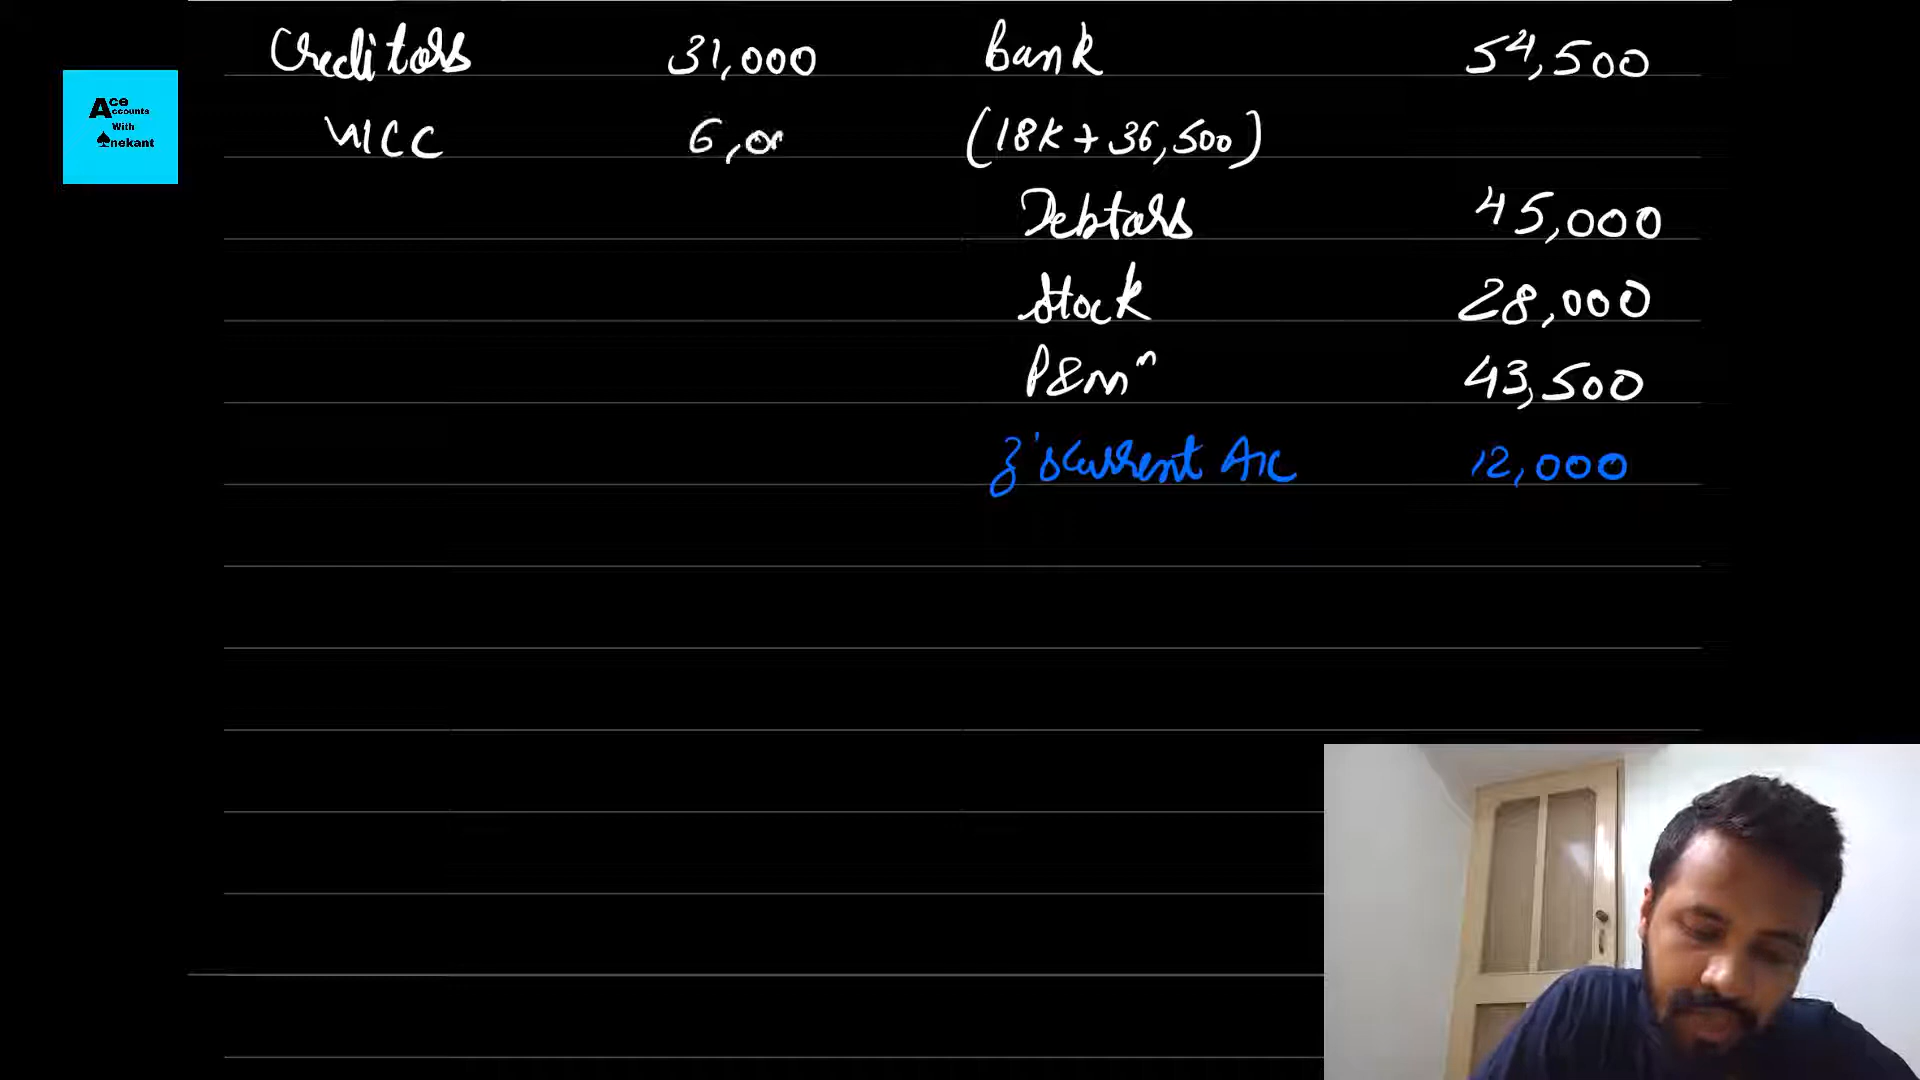 Creditors 31,000 Bank 54,500
Ace
Accounts
With
Anekant
WCC 6,00 (18K + 36,500)
Debtors 45,000
Stock 28,000
P&Mⁿ 43,500
Z's Current A/C 12,000